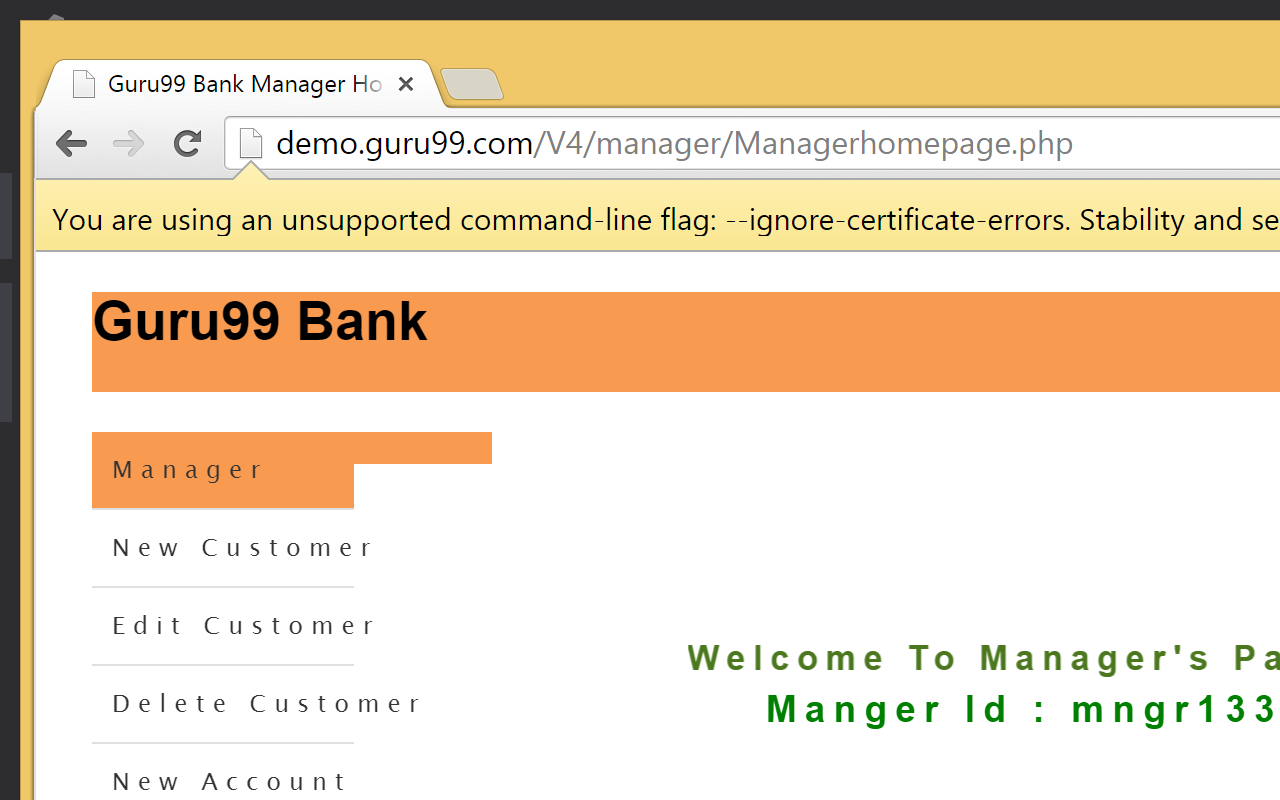 Guru99 Bank Manager Ho
demo.guru99.com/V4/manager/Managerhomepage.php
You are using an unsupported command-line flag: --ignore-certificate-errors. Stability and se
Guru99 Bank
Manager
New Customer
Edit Customer
Delete Customer
New Account
Welcome To Manager's Pa
Manger Id : mngr133